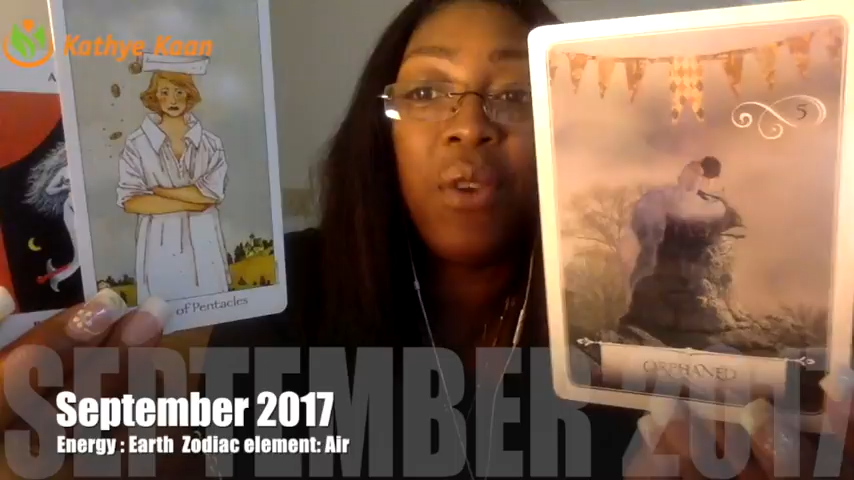 Kathye Kaan
5
of Pentacles
ORPHANED
SEPTEMBER 2017
September 2017
Energy : Earth Zodiac element: Air